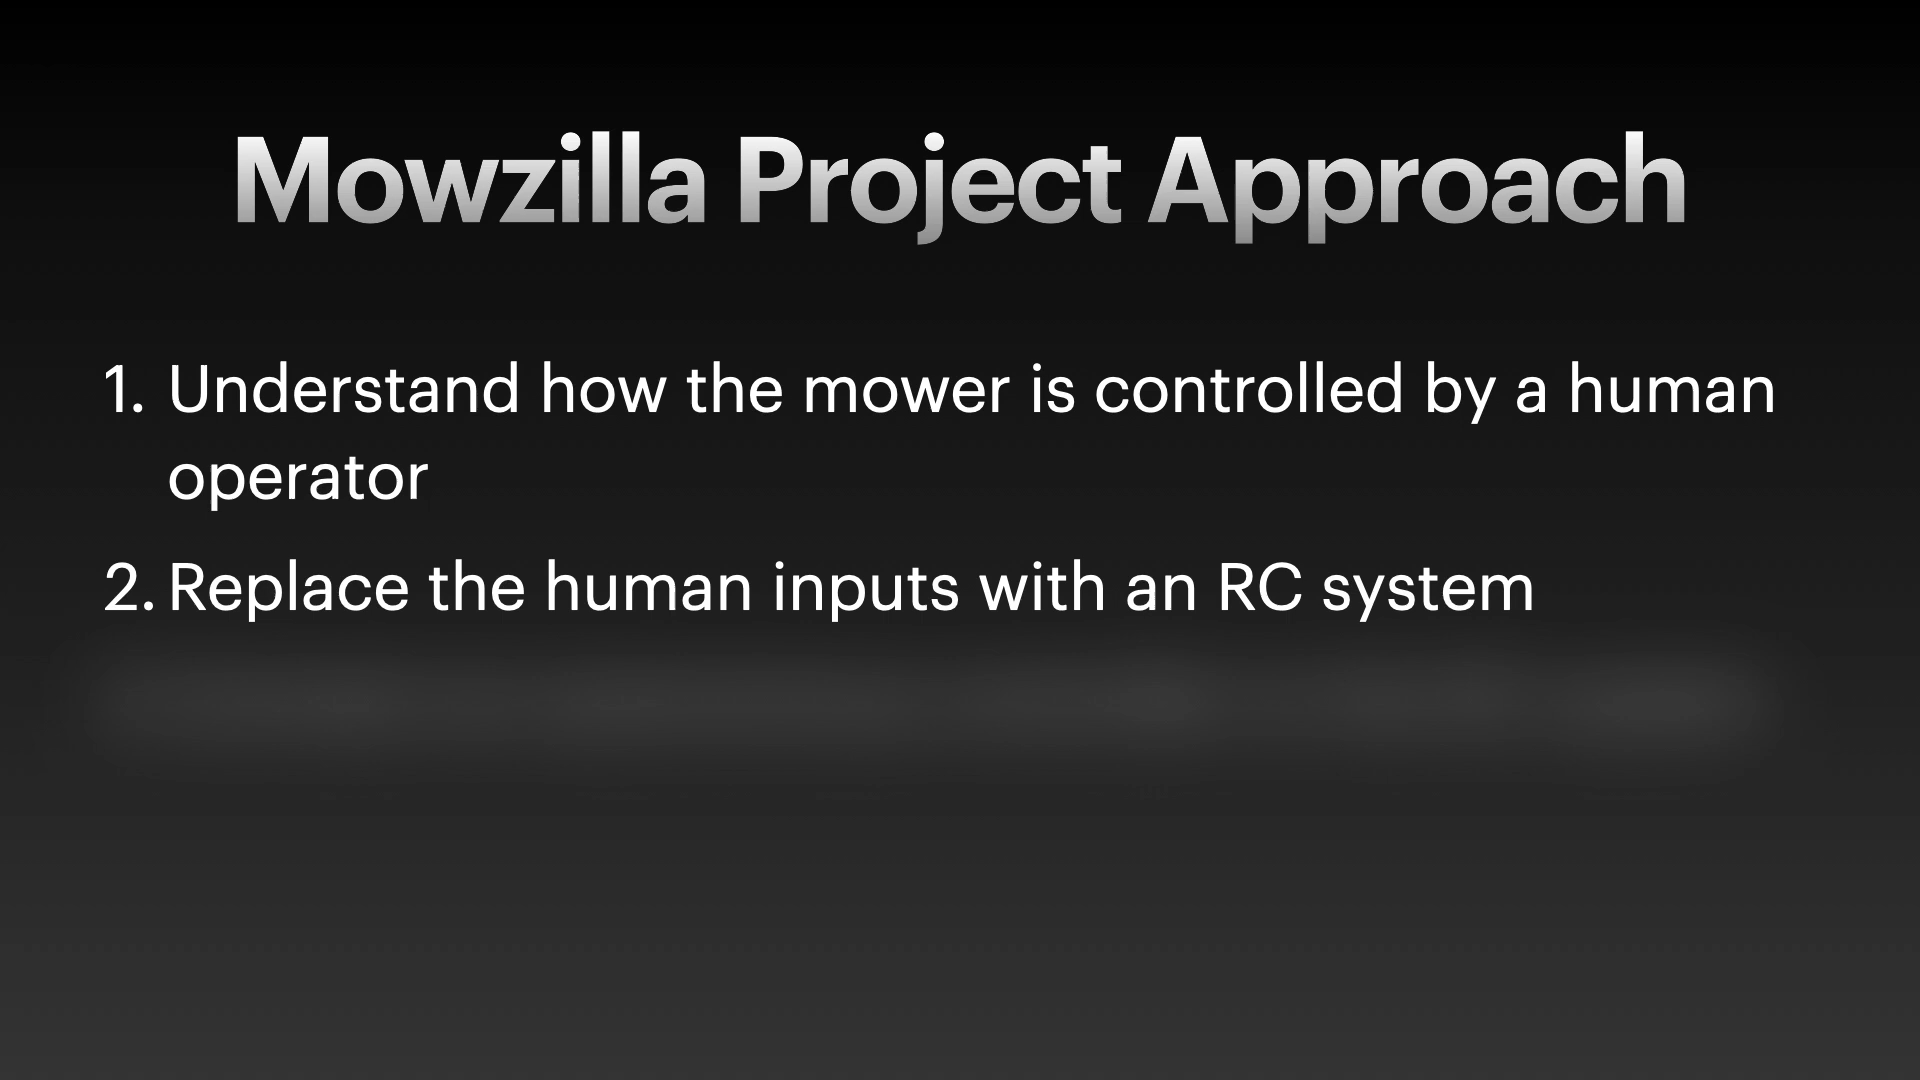 Mowzilla Project Approach
1. Understand how the mower is controlled by a human
operator
2. Replace the human inputs with an RC system